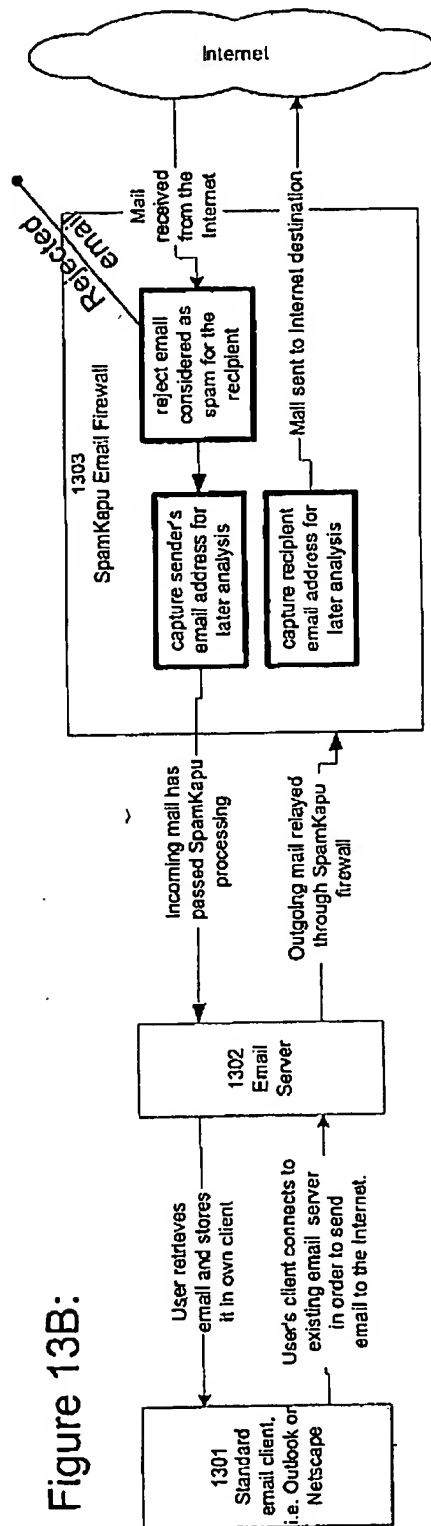 Figure 13B:
1301
Standard
email client,
i.e. Outlook or
Netscape
User retrieves
email and stores
it in own client
User's client connects to
existing email server
in order to send
email to the Internet.
1302
Email
Server
Incoming mail has
passed SpamKapu
processing
Outgoing mail relayed
through SpamKapu
firewall
1303
SpamKapu Email Firewall
capture sender's
email address for
later analysis
reject email
considered as
spam for the
recipient
capture recipient
email address for
later analysis
Rejected
email
Mail
received
from the
Internet
Mail sent to Internet destination
Internet